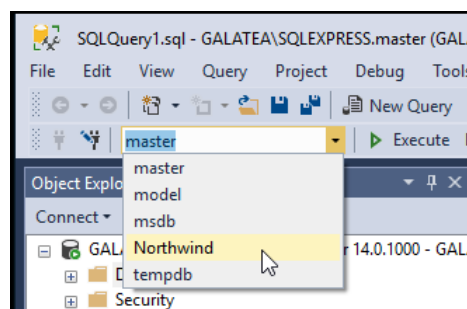 SQLQuery1.sql - GALATEA\SQLEXPRESS.master (GAL
File Edit View Query Project Debug Tools
New Query
master
Execute
master
model
msdb
Northwind
tempdb
Object Explo
Connect
r 14.0.1000 - GAL
Security